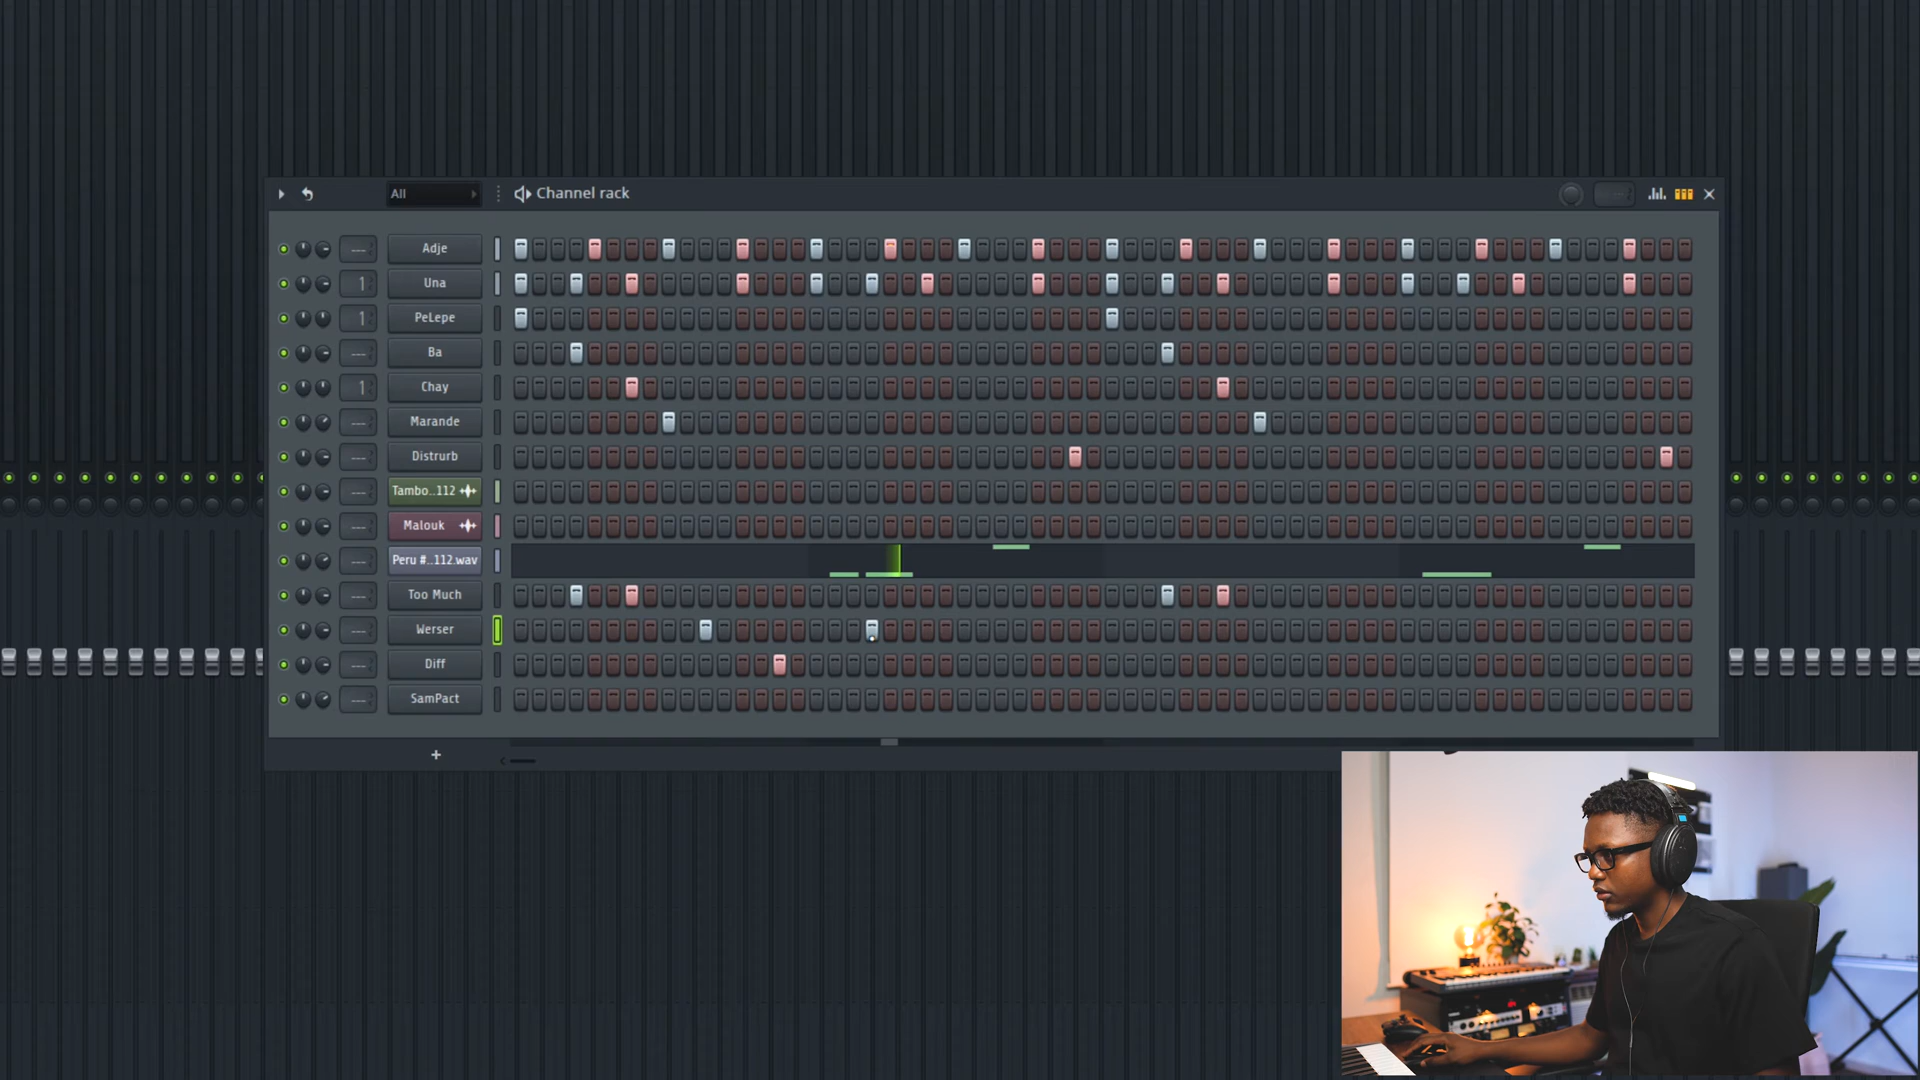 All
Channel rack
Adje
1 Una
1 PeLepe
Ba
1 Chay
Marande
Distrurb
Tambo..112
Malouk
Peru #..112.wav
Too Much
Werser
Diff
SamPact
+